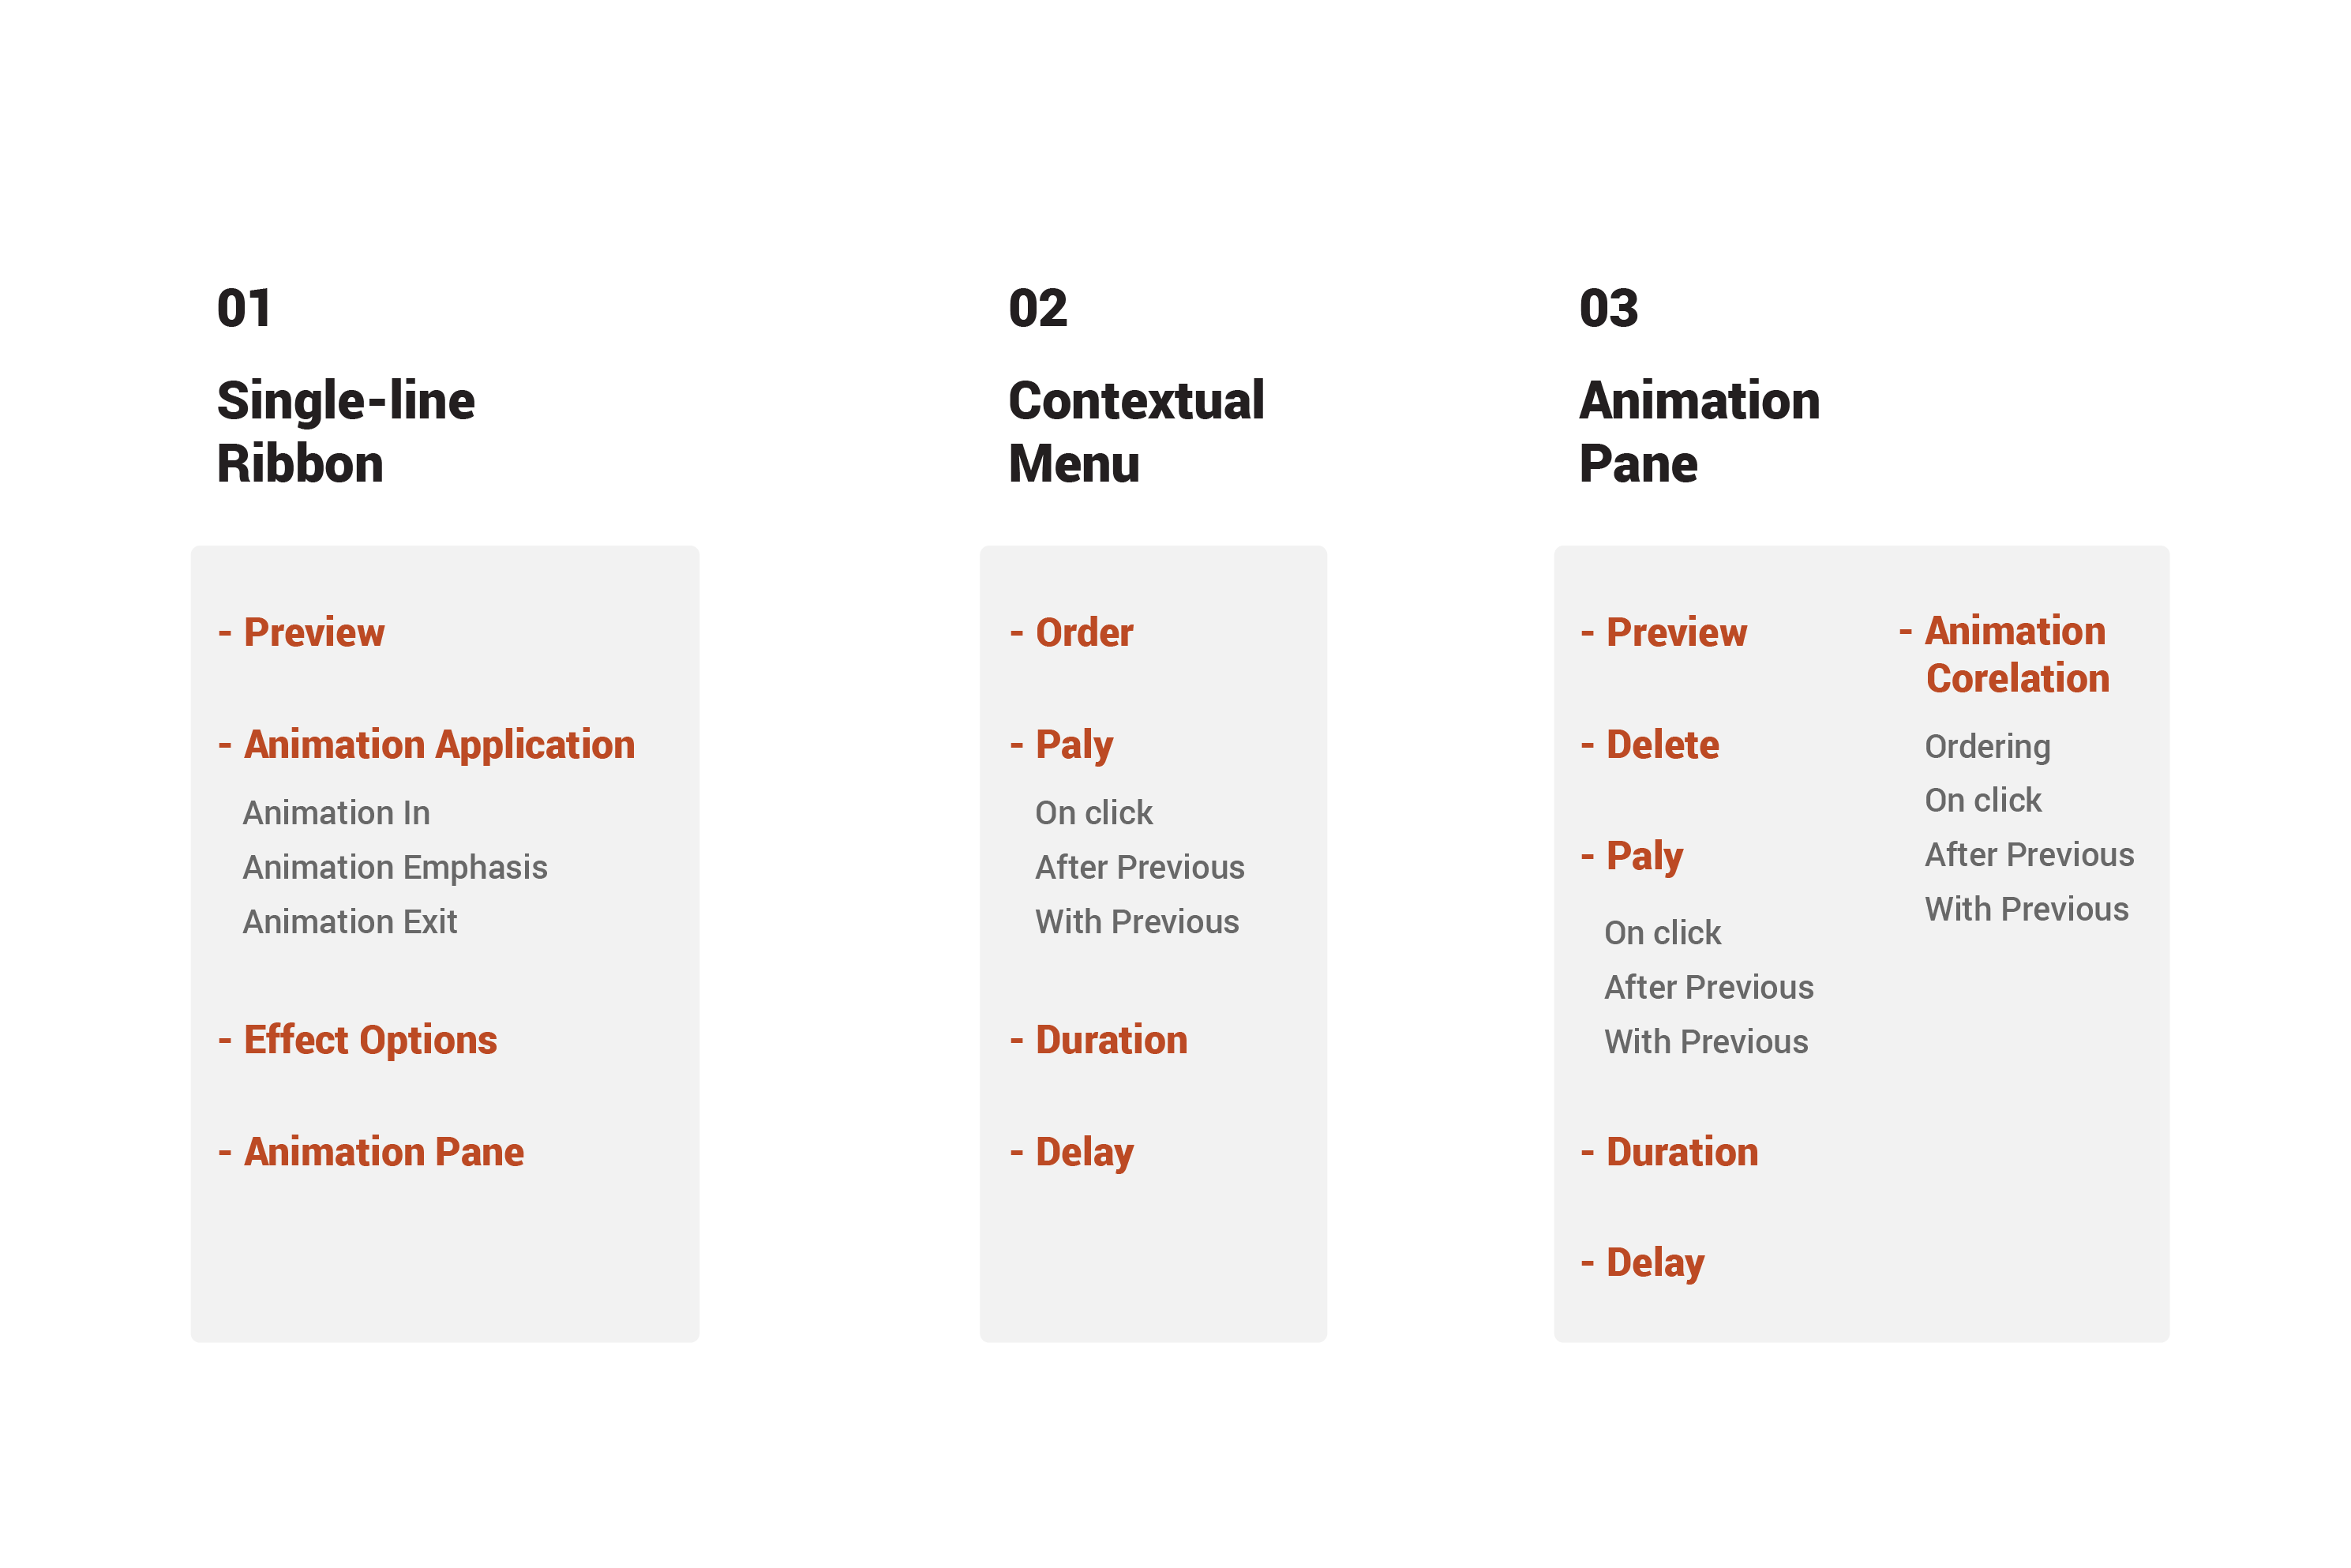 01
Single-line
Ribbon
- Preview
- Animation Application
Animation In
Animation Emphasis
Animation Exit
- Effect Options
- Animation Pane
02
Contextual
Menu
- Order
- Paly
On click
After Previous
With Previous
- Duration
- Delay
03
Animation
Pane
- Preview
- Delete
- Paly
On click
After Previous
With Previous
- Duration
- Delay
- Animation
Corelation
Ordering
On click
After Previous
With Previous